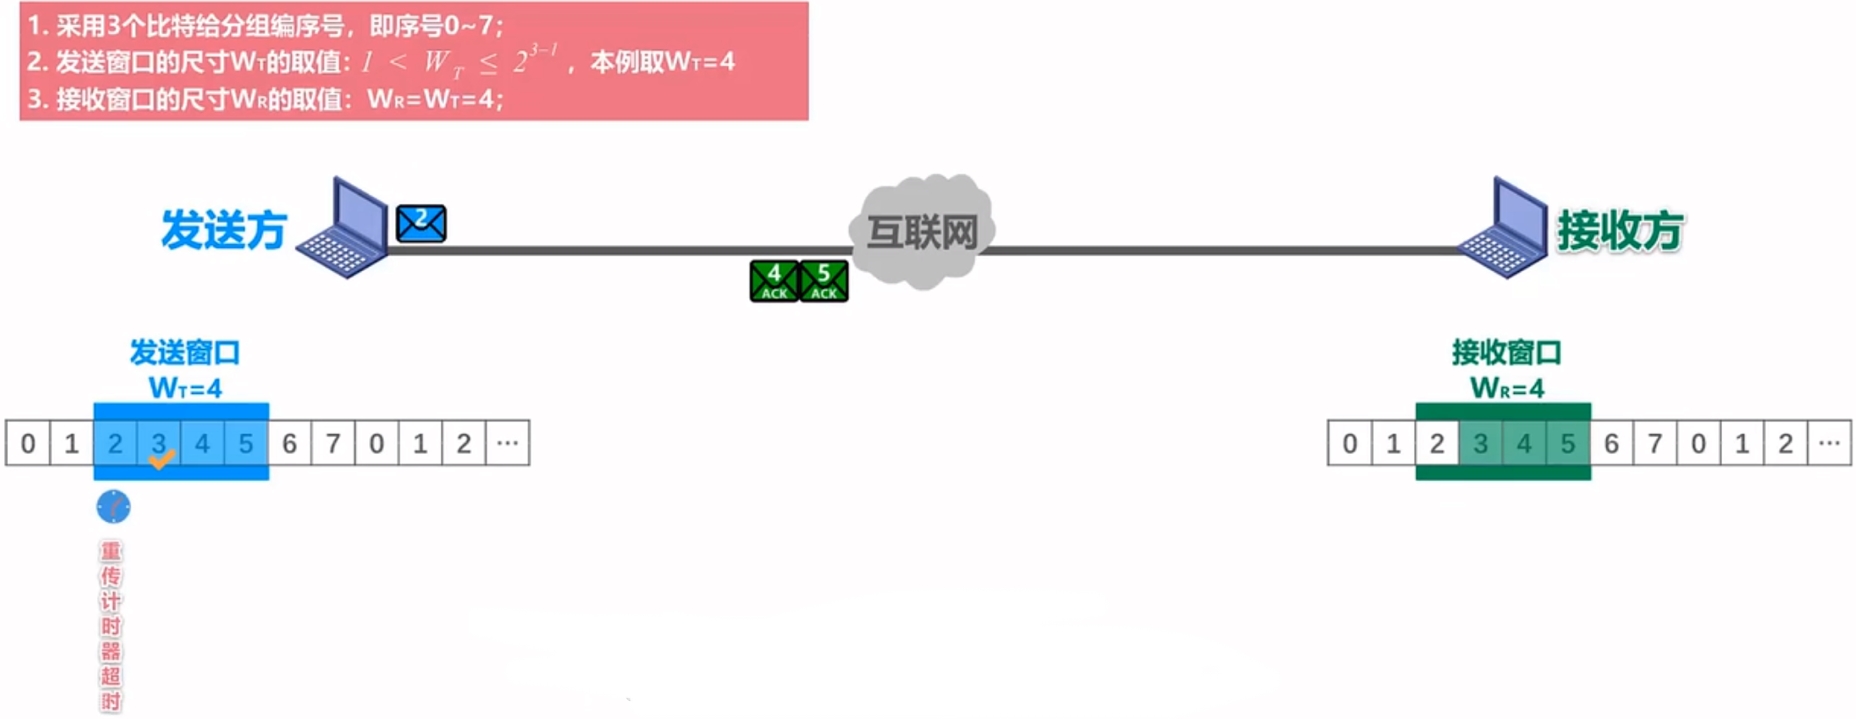 1. 采用3个比特给分组编序号，即序号0~7；
2. 发送窗口的尺寸WT的取值：1 < W T ≤ 2^{3-1} ，本例取WT=4
3. 接收窗口的尺寸WR的取值：WR=WT=4；
发送方
2
互联网
接收方
4 ACK
5 ACK
发送窗口
WT=4
0 1 2 3 4 5 6 7 0 1 2 ···
重传计时器超时
接收窗口
WR=4
0 1 2 3 4 5 6 7 0 1 2 ···